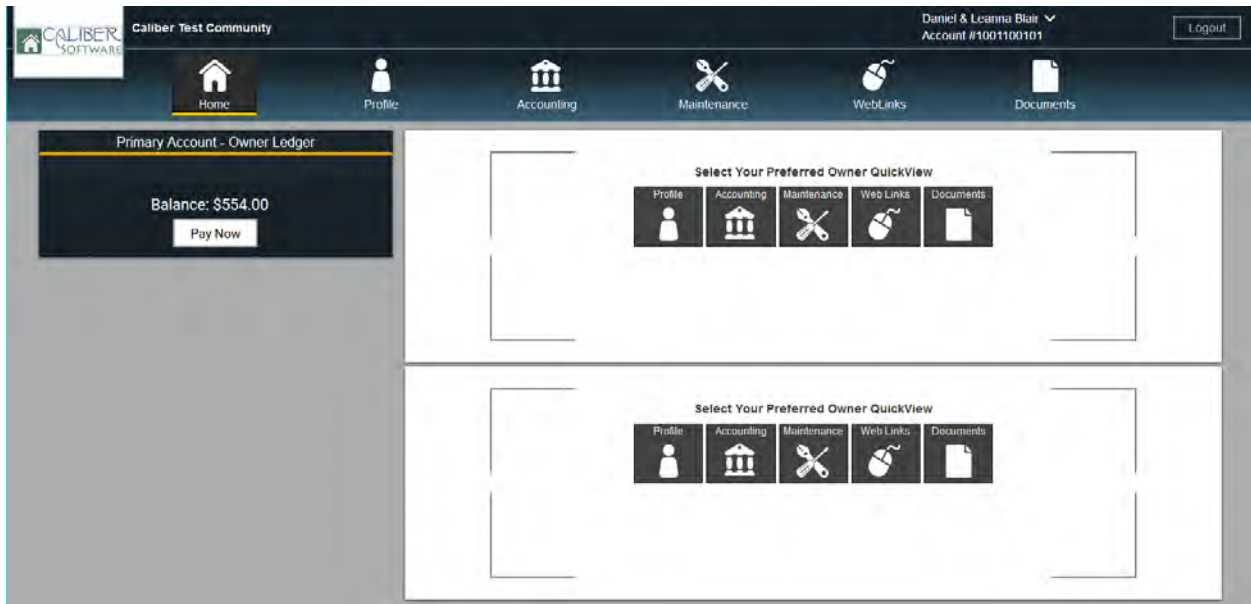 CALIBER
SOFTWARE
Caliber Test Community
Daniel & Leanna Blair
Account #1001100101
Logout
Home
Profile
Accounting
Maintenance
WebLinks
Documents
Primary Account - Owner Ledger
Balance: $554.00
Pay Now
Select Your Preferred Owner QuickView
Profile
Accounting
Maintenance
Web Links
Documents
Select Your Preferred Owner QuickView
Profile
Accounting
Maintenance
Web Links
Documents